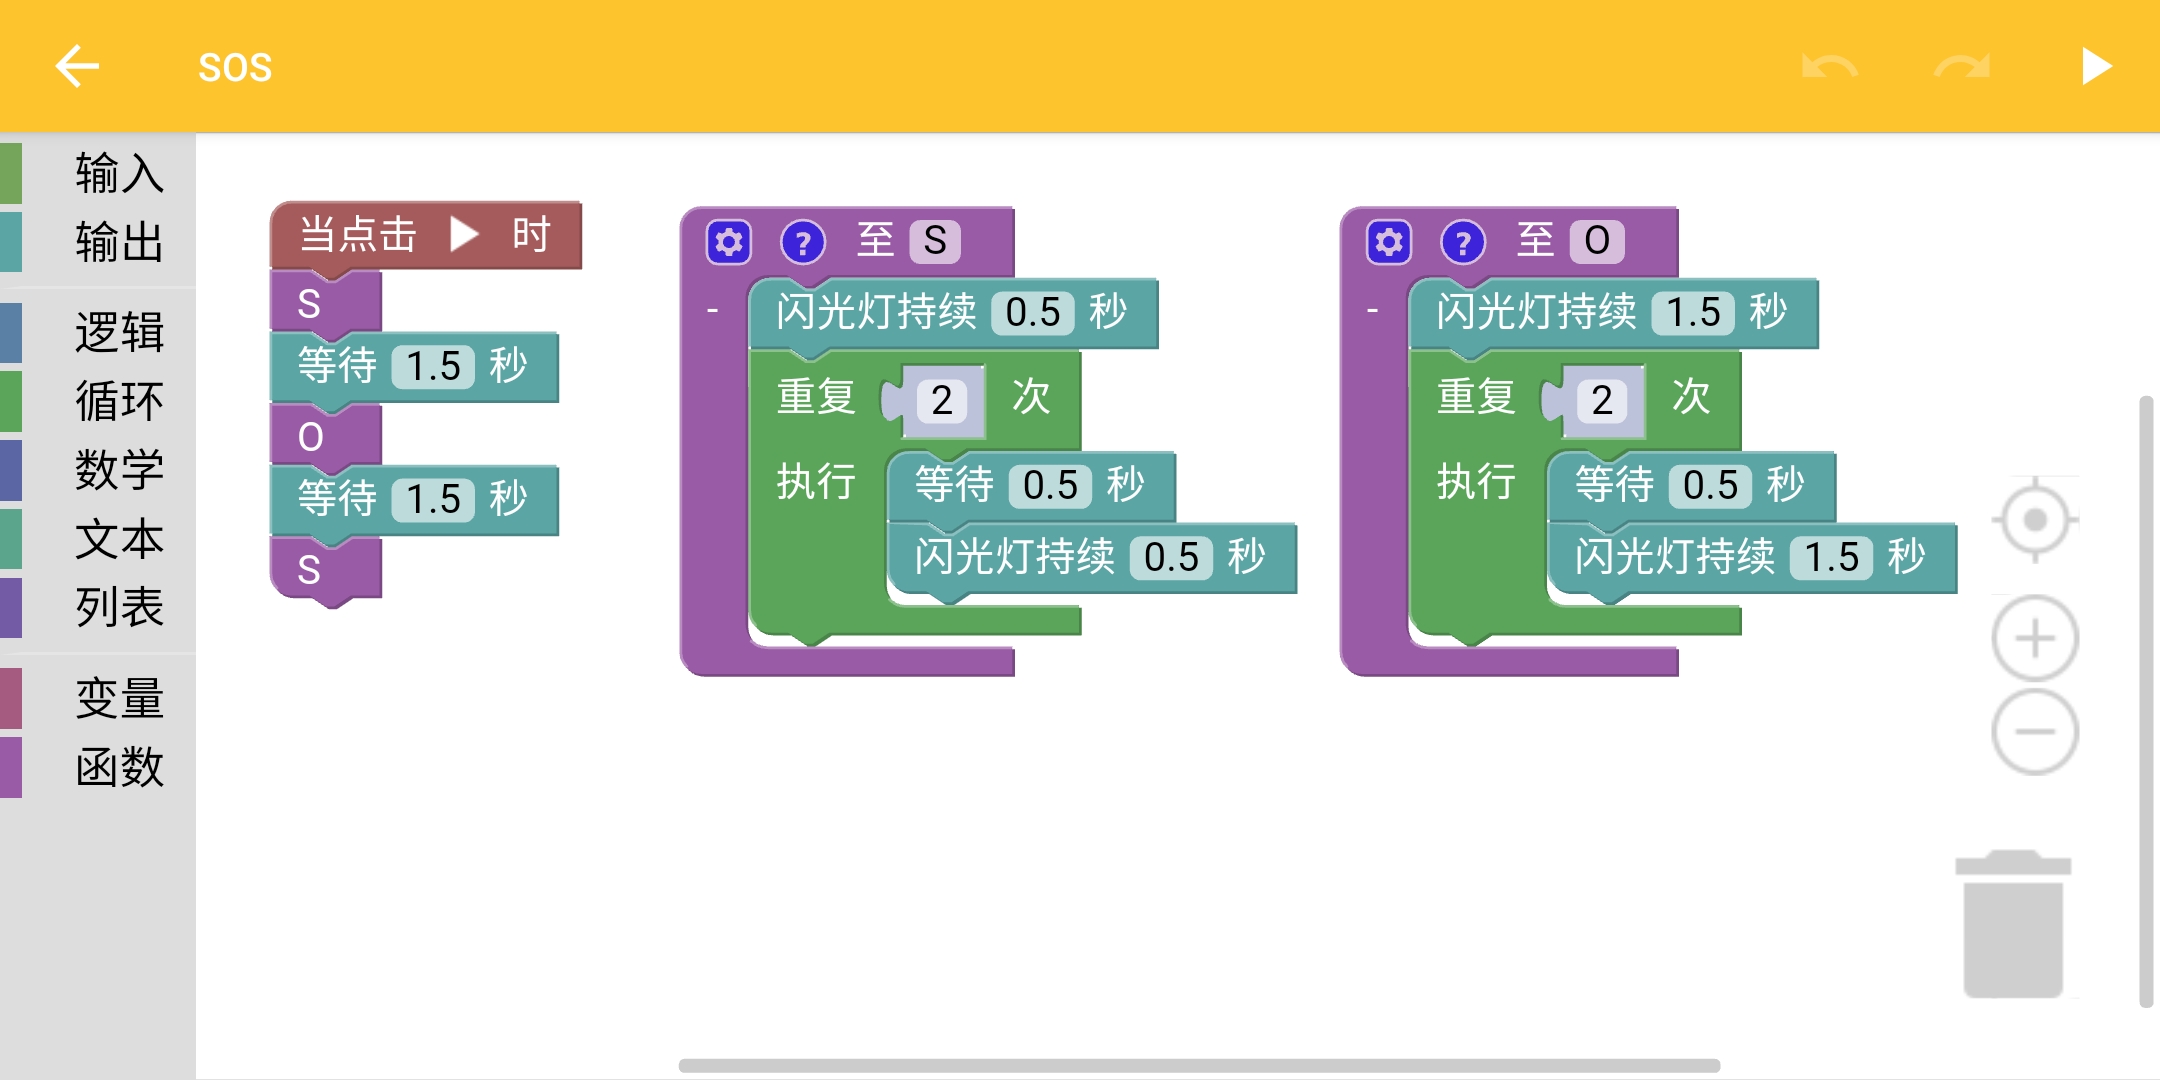 SOS
输入
输出
逻辑
循环
数学
文本
列表
变量
函数
当点击 ▶ 时
S
等待 1.5 秒
O
等待 1.5 秒
S
? 至 S
- 闪光灯持续 0.5 秒
重复 2 次
执行 等待 0.5 秒
闪光灯持续 0.5 秒
? 至 O
- 闪光灯持续 1.5 秒
重复 2 次
执行 等待 0.5 秒
闪光灯持续 1.5 秒